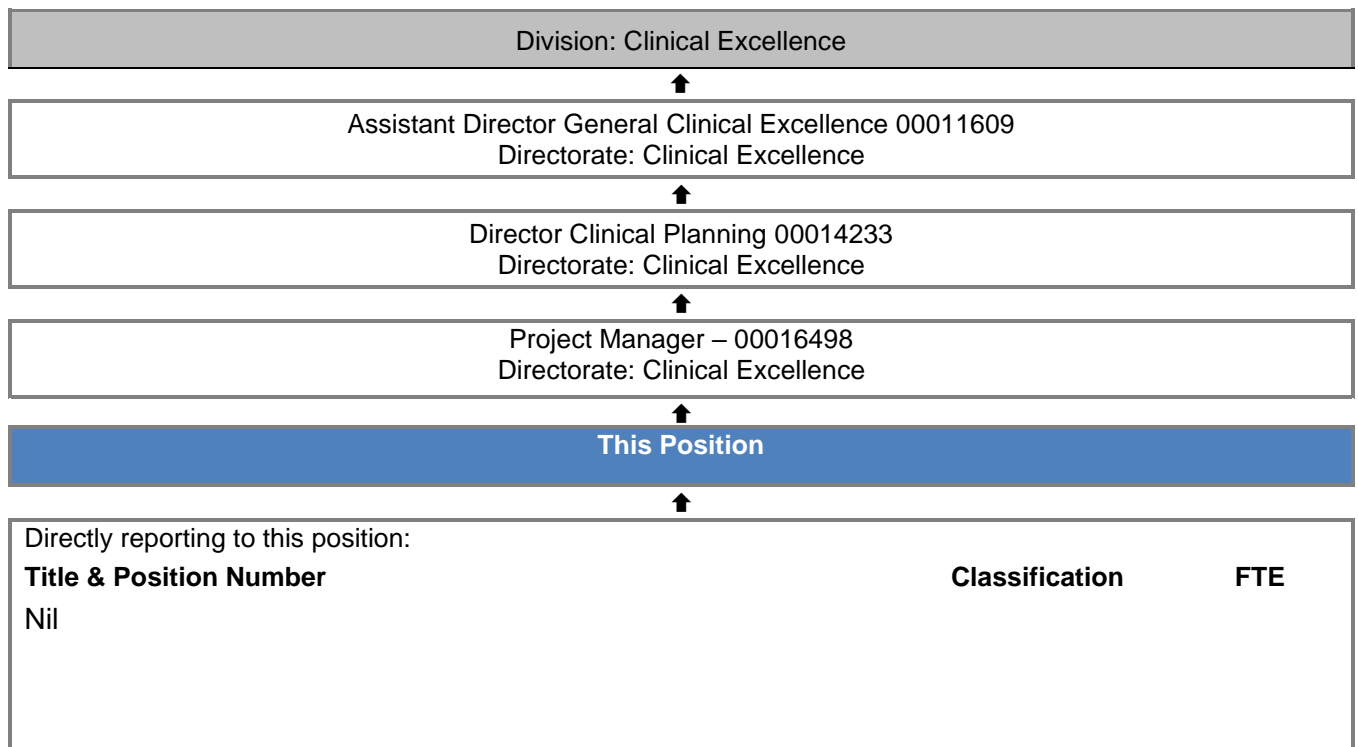 Division: Clinical Excellence
Assistant Director General Clinical Excellence 00011609
Directorate: Clinical Excellence
Director Clinical Planning 00014233
Directorate: Clinical Excellence
Project Manager – 00016498
Directorate: Clinical Excellence
This Position
Directly reporting to this position:
Title & Position Number Classification FTE
Nil